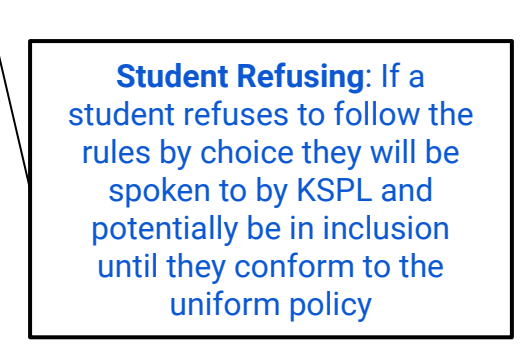 Student Refusing: If a
student refuses to follow the
rules by choice they will be
spoken to by KSPL and
potentially be in inclusion
until they conform to the
uniform policy